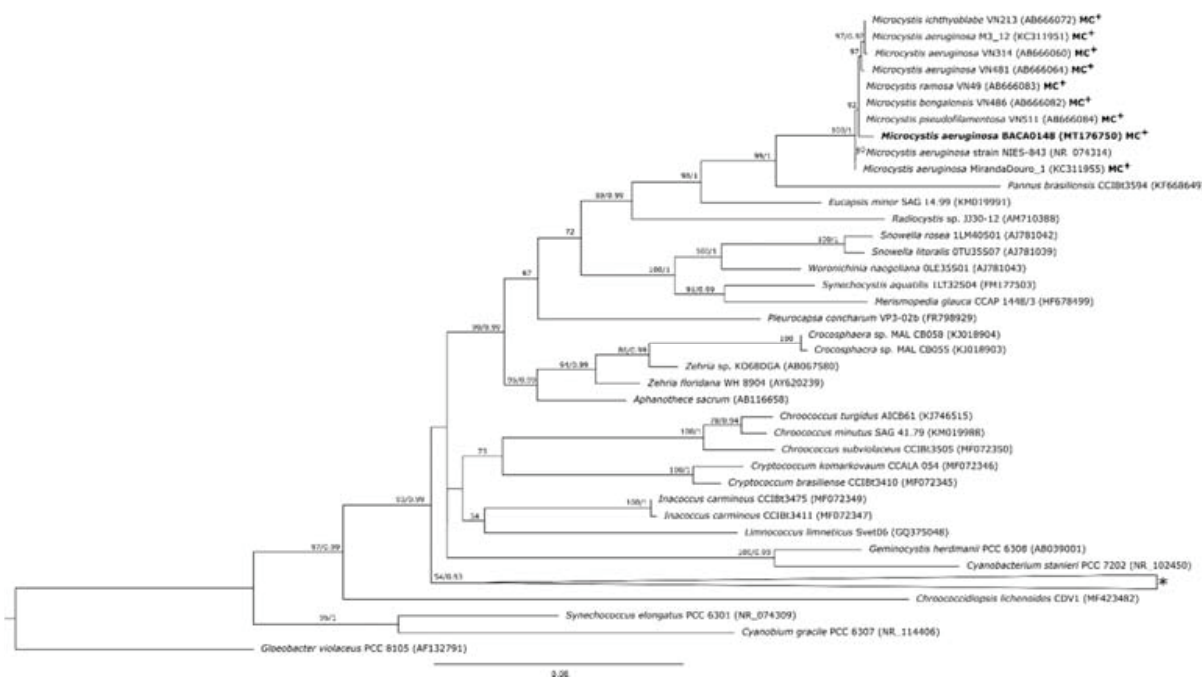 Microcystis ichthyoblabe VN213 (AB666072) MC+
97/0.97 Microcystis aeruginosa M3_12 (KC311951) MC+
97 Microcystis aeruginosa VN314 (AB666060) MC+
Microcystis aeruginosa VN481 (AB666064) MC+
Microcystis ramosa VN49 (AB666083) MC+
92 Microcystis bengalensis VN486 (AB666082) MC+
Microcystis pseudofilamentosa VN511 (AB666084) MC+
100/1 Microcystis aeruginosa BACA0148 (MT176750) MC+
Microcystis aeruginosa strain NIES-843 (NR_074314)
99/1 Microcystis aeruginosa MirandaDouro_1 (KC311955) MC+
98/1 Pannus brasiliensis CCIBt3594 (KF668649
99/0.99 Eucapsis minor SAG 14.99 (KM019991)
Radiocystis sp. JJ30-12 (AM710388)
72 100/1 Snowella rosea 1LM40S01 (AJ781042)
100/1 Snowella litoralis 0TU35S07 (AJ781039)
100/1 Woronichinia naegeliana 0LE35S01 (AJ781043)
67 Synechocystis aquatilis 1LT32S04 (FM177503)
91/0.99 Merismopedia glauca CCAP 1448/3 (HF678499)
Pleurocapsa concharum VP3-02b (FR798929)
99/0.99 100 Crocosphaera sp. MAL CB058 (KJ018904)
Crocosphaera sp. MAL CB055 (KJ018903)
94/0.99 Zehria sp. KO68DGA (AB067580)
Zehria floridana WH 8904 (AY620239)
Aphanothece sacrum (AB116658)
78/0.94 Chroococcus turgidus AICB61 (KJ746515)
100/1 Chroococcus minutus SAG 41.79 (KM019988)
73 Chroococcus subviolaceus CCIBt3505 (MF072350)
Cryptococcum komarkovaum CCALA 054 (MF072346)
100/1 Cryptococcum brasiliense CCIBt3410 (MF072345)
100/1 Inacoccus carmineus CCIBt3475 (MF072349)
Inacoccus carmineus CCIBt3411 (MF072347)
54 Limnococcus limneticus Svet06 (GQ375048)
97/0.99 Geminocystis herdmanii PCC 6308 (AB039001)
Cyanobacterium stanieri PCC 7202 (NR_102450)
54/0.93 *
Chroococcidiopsis lichenoides CDV1 (MF423482)
99/1 Synechococcus elongatus PCC 6301 (NR_074309)
Cyanobium gracile PCC 6307 (NR_114406)
Gloeobacter violaceus PCC 8105 (AF132791)
0.06